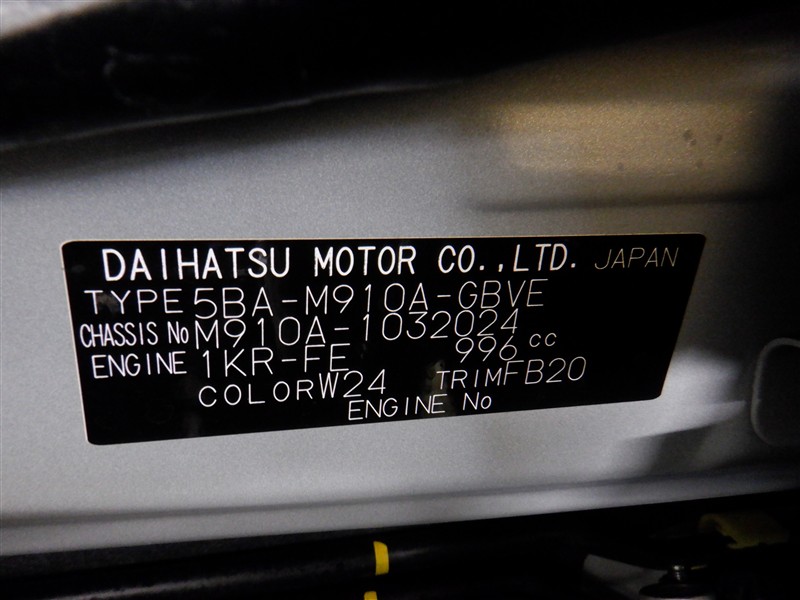 DAIHATSU MOTOR CO.,LTD. JAPAN
TYPE 5BA-M910A-GBVE
CHASSIS No M910A-1032024
ENGINE 1KR-FE 996 cc
COLOR W24 TRIM FB20
ENGINE No